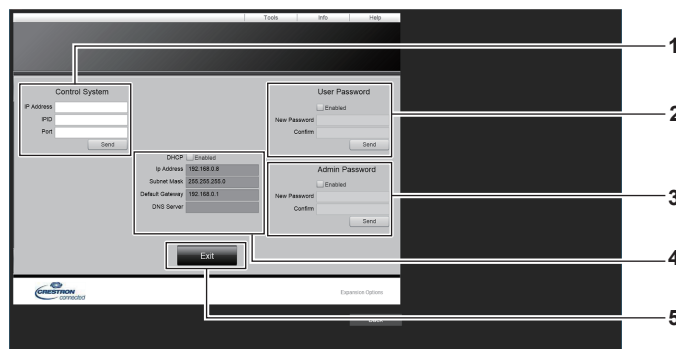 Tools Info Help
Control System
IP Address
IPID
Port
Send
User Password
Enabled
New Password
Confirm
Send
DHCP Enabled
Ip Address 192.168.0.8
Subnet Mask 255.255.255.0
Default Gateway 192.168.0.1
DNS Server
Admin Password
Enabled
New Password
Confirm
Send
Exit
CRESTRON
connected
Expansion Options
1
2
3
4
5